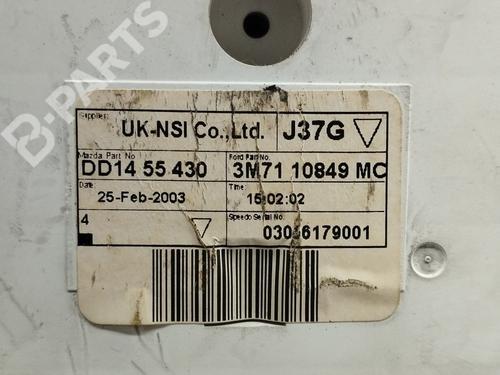 B-PARTS
Supplier:
UK-NSI Co.,Ltd. J37G
Mazda Part No Ford Part No.
DD14 55 430 3M71 10849 MC
Date Time:
25-Feb-2003 15:02:02
4 Speedo Serial No.
03046179001